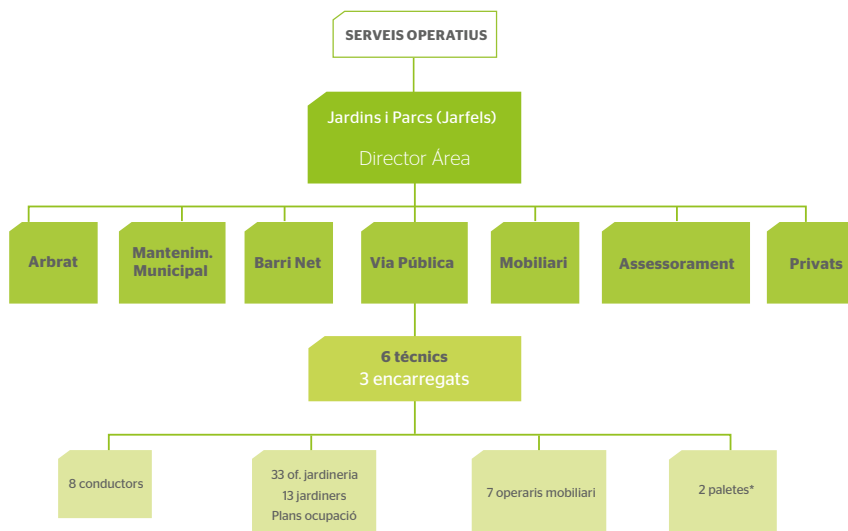 SERVEIS OPERATIUS
Jardins i Parcs (Jarfels)
Director Área
Arbrat
Mantenim.
Municipal
Barri Net
Via Pública
Mobiliari
Assessorament
Privats
6 técnics
3 encarregats
8 conductors
33 of. jardineria
13 jardiners
Plans ocupació
7 operaris mobiliari
2 paletes*